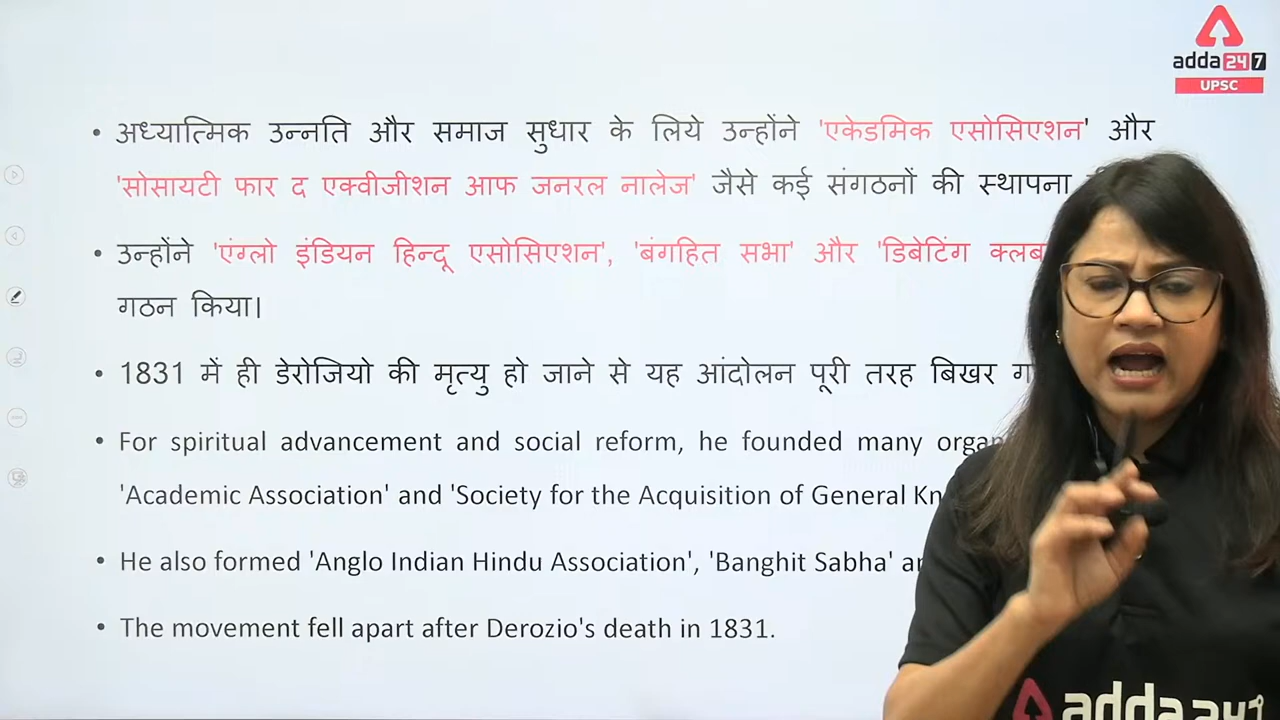 adda247
UPSC
• अध्यात्मिक उन्नति और समाज सुधार के लिये उन्होंने 'एकेडमिक एसोसिएशन' और
'सोसायटी फार द एक्वीजीशन आफ जनरल नालेज' जैसे कई संगठनों की स्थापना
• उन्होंने 'एंग्लो इंडियन हिन्दू एसोसिएशन', 'बंगहित सभा' और 'डिबेटिंग क्लब
गठन किया।
• 1831 में ही डेरोजियो की मृत्यु हो जाने से यह आंदोलन पूरी तरह बिखर
• For spiritual advancement and social reform, he founded many
'Academic Association' and 'Society for the Acquisition of General
• He also formed 'Anglo Indian Hindu Association', 'Banghit Sabha'
• The movement fell apart after Derozio's death in 1831.
adda247